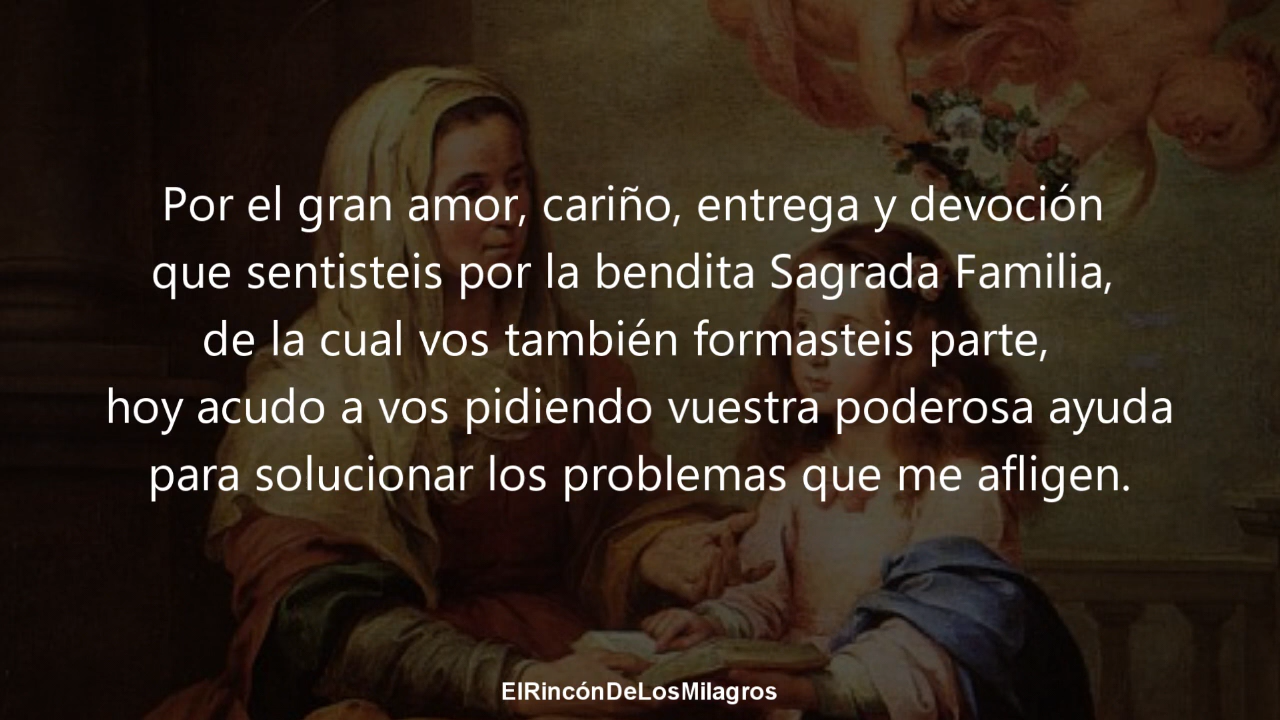 Por el gran amor, cariño, entrega y devoción
que sentisteis por la bendita Sagrada Familia,
de la cual vos también formasteis parte,
hoy acudo a vos pidiendo vuestra poderosa ayuda
para solucionar los problemas que me afligen.
ElRincónDeLosMilagros